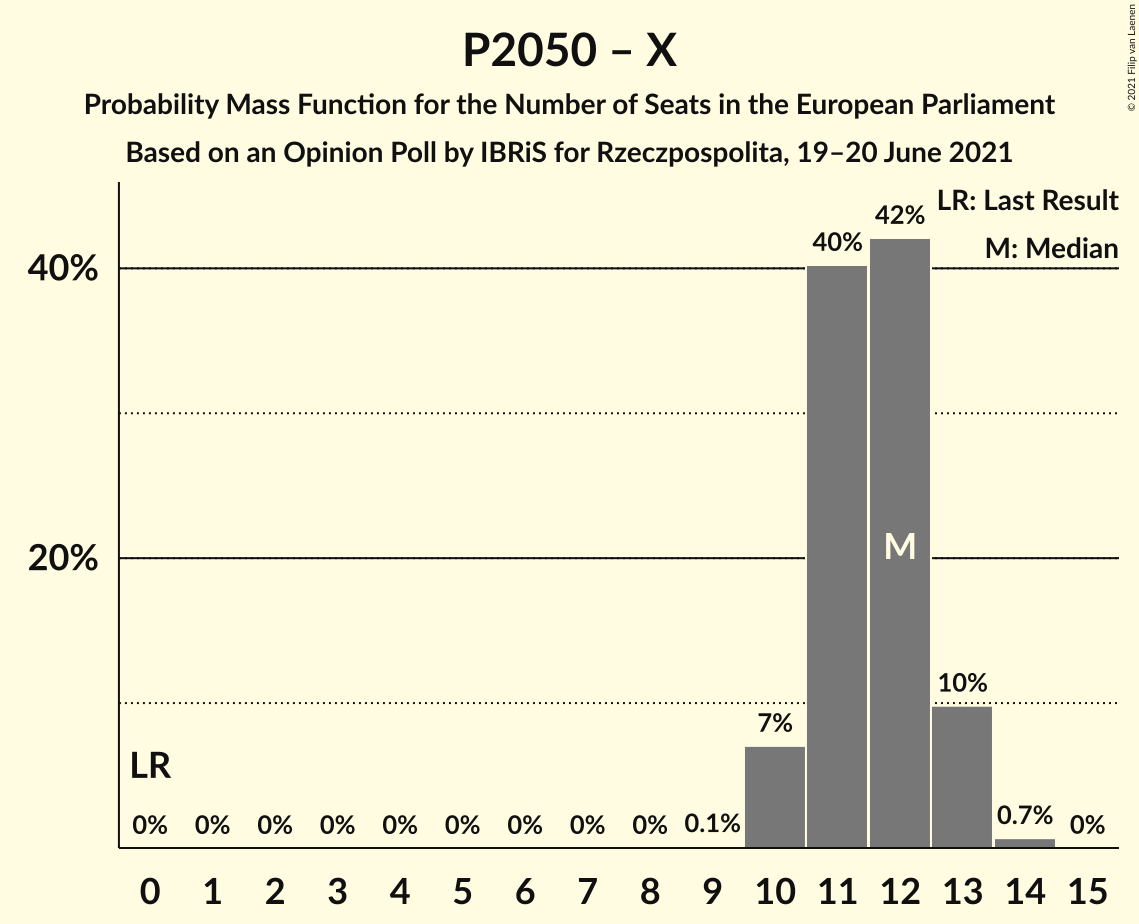 P2050 – X
Probability Mass Function for the Number of Seats in the European Parliament
Based on an Opinion Poll by IBRiS for Rzeczpospolita, 19–20 June 2021
© 2021 Filip van Laenen
LR: Last Result
M: Median
40%
20%
LR
0% 0% 0% 0% 0% 0% 0% 0% 0% 0.1% 7% 40% 42% 10% 0.7% 0%
M
0 1 2 3 4 5 6 7 8 9 10 11 12 13 14 15